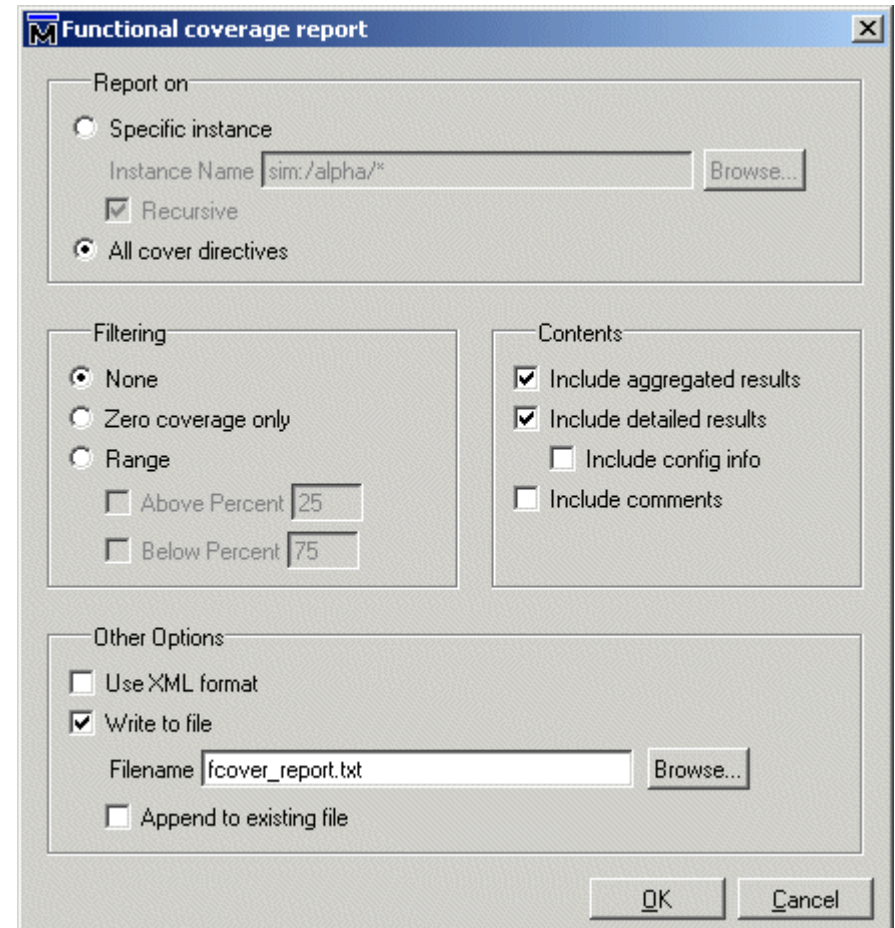 Functional coverage report
Report on
Specific instance
Instance Name sim:/alpha/* Browse...
Recursive
All cover directives
Filtering
None
Zero coverage only
Range
Above Percent 25
Below Percent 75
Contents
Include aggregated results
Include detailed results
Include config info
Include comments
Other Options
Use XML format
Write to file
Filename fcover_report.txt Browse...
Append to existing file
OK Cancel